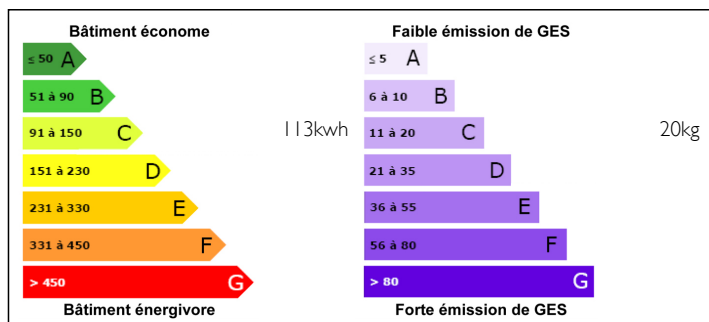 Bâtiment économe
≤ 50 A
51 à 90 B
91 à 150 C
113kwh
151 à 230 D
231 à 330 E
331 à 450 F
> 450 G
Bâtiment énergivore
Faible émission de GES
≤ 5 A
6 à 10 B
11 à 20 C
20kg
21 à 35 D
36 à 55 E
56 à 80 F
> 80 G
Forte émission de GES